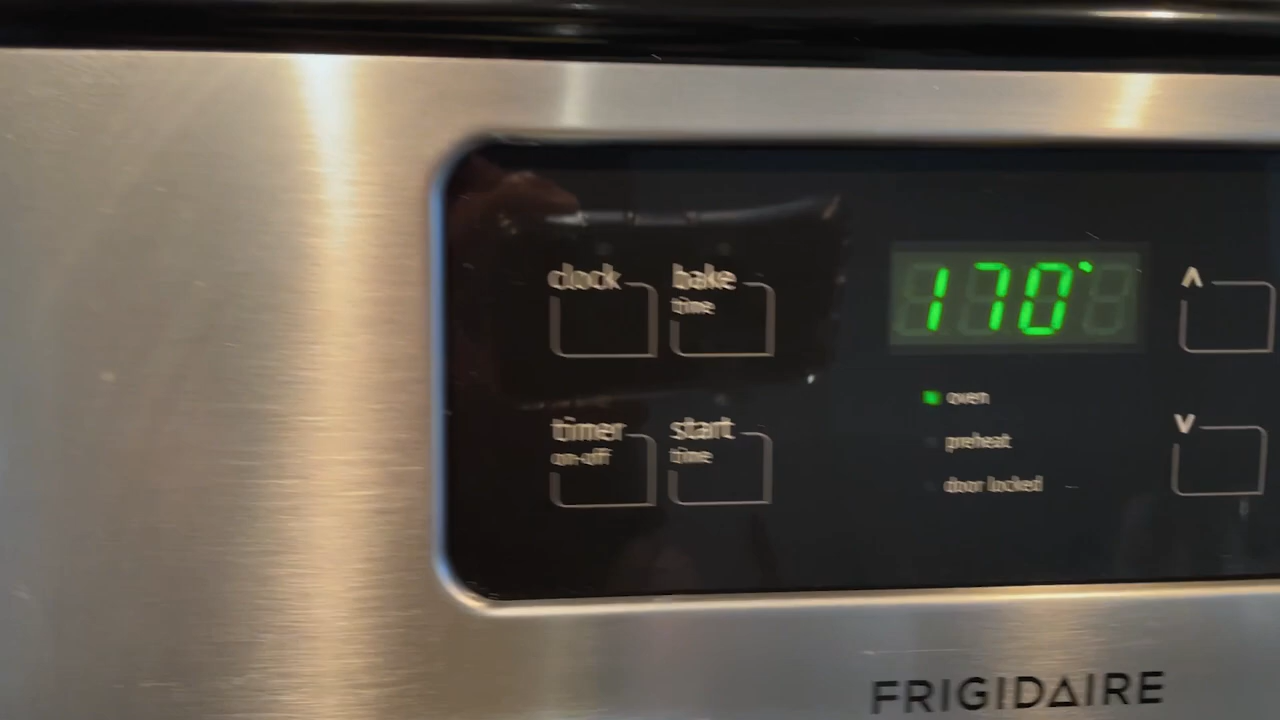 clock
bake
time
170°
^
oven
preheat
door locked
timer
on-off
start
time
v
FRIGIDAIRE